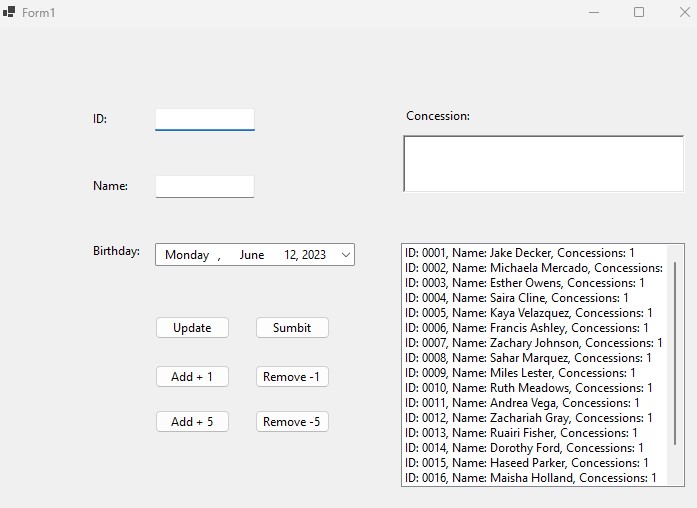 Form1
ID:
Concession:
Name:
Birthday:
Monday , June 12, 2023
Update
Sumbit
Add + 1
Remove -1
Add + 5
Remove -5
ID: 0001, Name: Jake Decker, Concessions: 1
ID: 0002, Name: Michaela Mercado, Concessions:
ID: 0003, Name: Esther Owens, Concessions: 1
ID: 0004, Name: Saira Cline, Concessions: 1
ID: 0005, Name: Kaya Velazquez, Concessions: 1
ID: 0006, Name: Francis Ashley, Concessions: 1
ID: 0007, Name: Zachary Johnson, Concessions: 1
ID: 0008, Name: Sahar Marquez, Concessions: 1
ID: 0009, Name: Miles Lester, Concessions: 1
ID: 0010, Name: Ruth Meadows, Concessions: 1
ID: 0011, Name: Andrea Vega, Concessions: 1
ID: 0012, Name: Zachariah Gray, Concessions: 1
ID: 0013, Name: Ruairi Fisher, Concessions: 1
ID: 0014, Name: Dorothy Ford, Concessions: 1
ID: 0015, Name: Haseed Parker, Concessions: 1
ID: 0016, Name: Maisha Holland, Concessions: 1